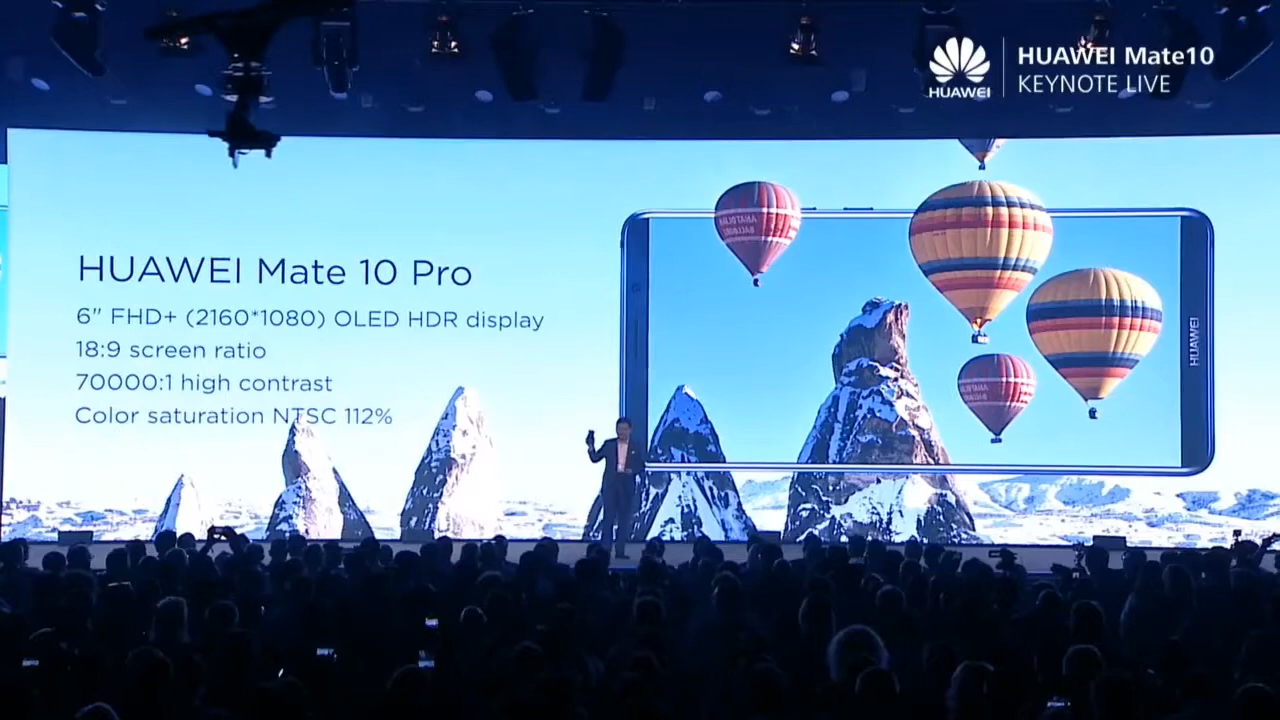 HUAWEI
HUAWEI Mate10
KEYNOTE LIVE
HUAWEI Mate 10 Pro
6" FHD+ (2160*1080) OLED HDR display
18:9 screen ratio
70000:1 high contrast
Color saturation NTSC 112%
HUAWEI